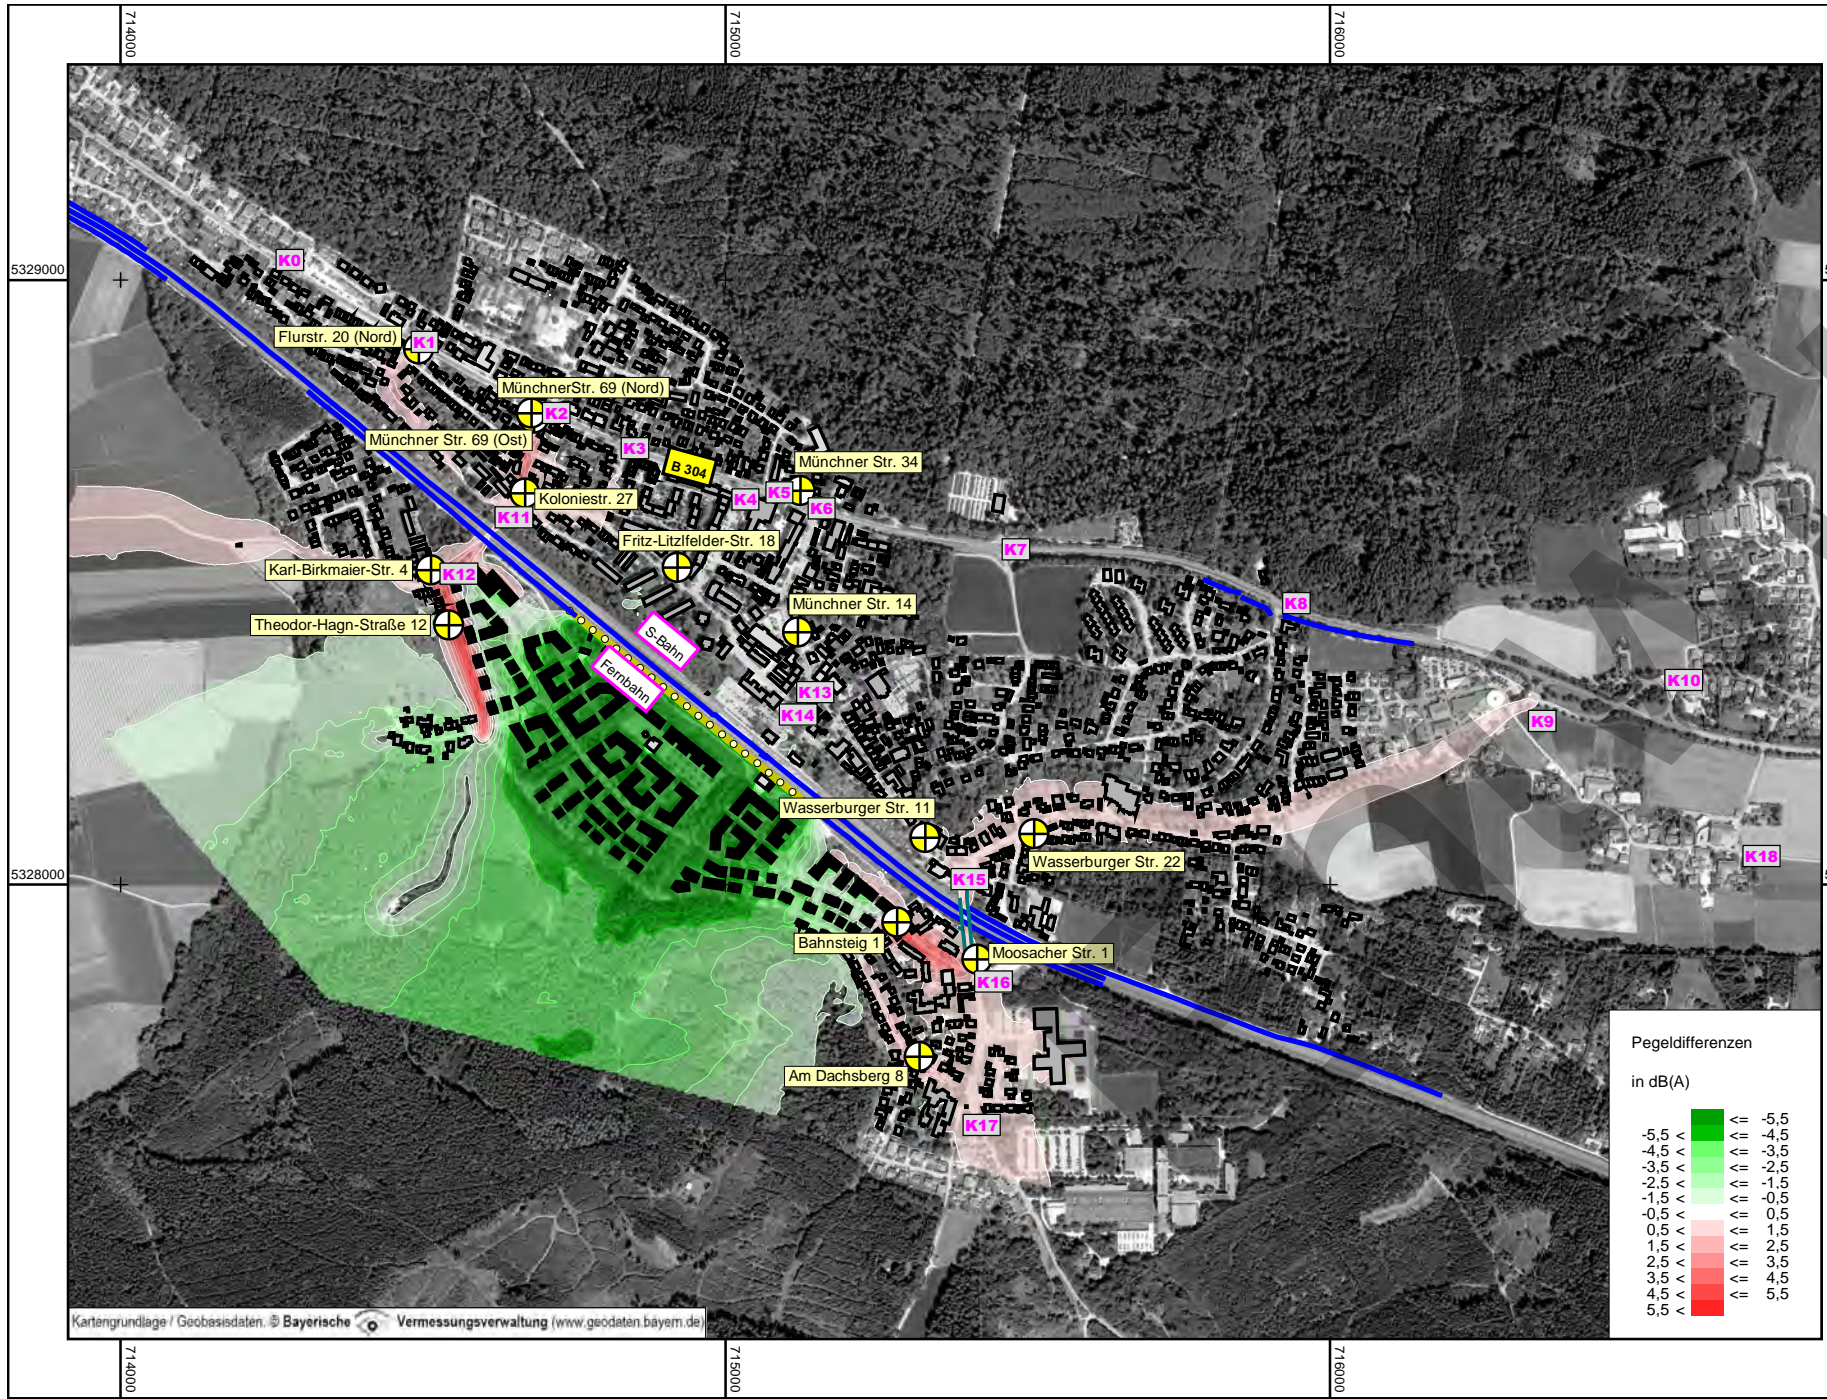 714000
715000
716000
5329000
K0
Flurstr. 20 (Nord)
K1
MünchnerStr. 69 (Nord)
K2
Münchner Str. 69 (Ost)
K3
B 304
Münchner Str. 34
K4
K5
K6
Koloniestr. 27
K11
K7
Fritz-Litzlfelder-Str. 18
Karl-Birkmaier-Str. 4
K12
K8
Münchner Str. 14
Theodor-Hagn-Straße 12
S-Bahn
Fernbahn
K13
K14
K10
K9
Wasserburger Str. 11
Wasserburger Str. 22
K18
5328000
K15
Bahnsteig 1
Moosacher Str. 1
K16
Am Dachsberg 8
K17
Pegeldifferenzen
in dB(A)
<= -5,5
-5,5 < <= -4,5
-4,5 < <= -3,5
-3,5 < <= -2,5
-2,5 < <= -1,5
-1,5 < <= -0,5
-0,5 < <= 0,5
0,5 < <= 1,5
1,5 < <= 2,5
2,5 < <= 3,5
3,5 < <= 4,5
4,5 < <= 5,5
5,5 <
Kartengrundlage / Geobasisdaten. © Bayerische Vermessungsverwaltung (www.geodaten.bayern.de)
714000
715000
716000